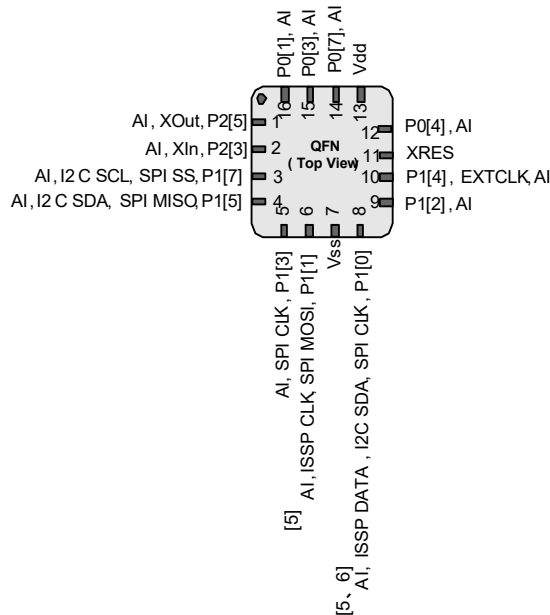 P0[1], AI
P0[3], AI
P0[7], AI
Vdd
16
15
14
13
AI, XOut, P2[5]
1
AI, XIn, P2[3]
2
AI, I2 C SCL, SPI SS, P1[7]
3
AI, I2 C SDA, SPI MISO, P1[5]
4
QFN
( Top View)
12
P0[4], AI
11
XRES
10
P1[4], EXTCLK, AI
9
P1[2], AI
5
6
7
8
AI, SPI CLK, P1[3]
AI, ISSP CLK, SPI MOSI, P1[1]
[5]
Vss
AI, ISSP DATA, I2C SDA, SPI CLK, P1[0]
[5、6]